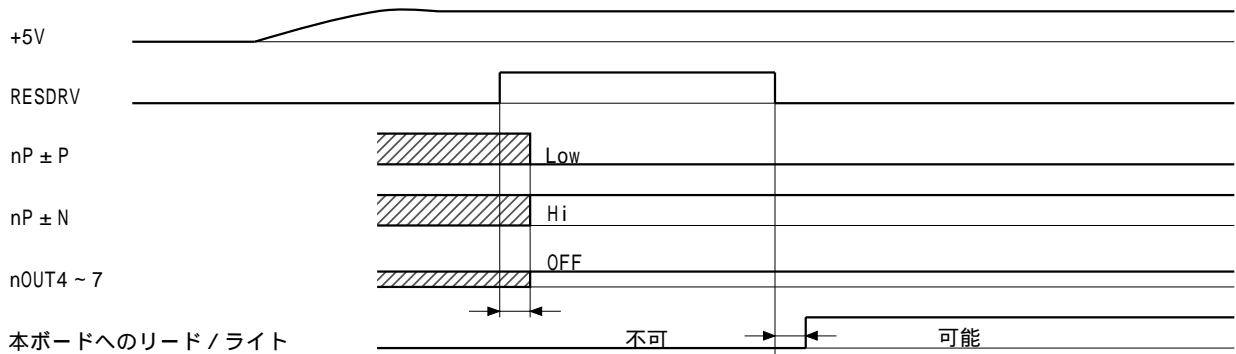 +5V
RESDRV
nP±P
Low
nP±N
Hi
OFF
nOUT4~7
本ボードへのリード/ライト 不可 可能